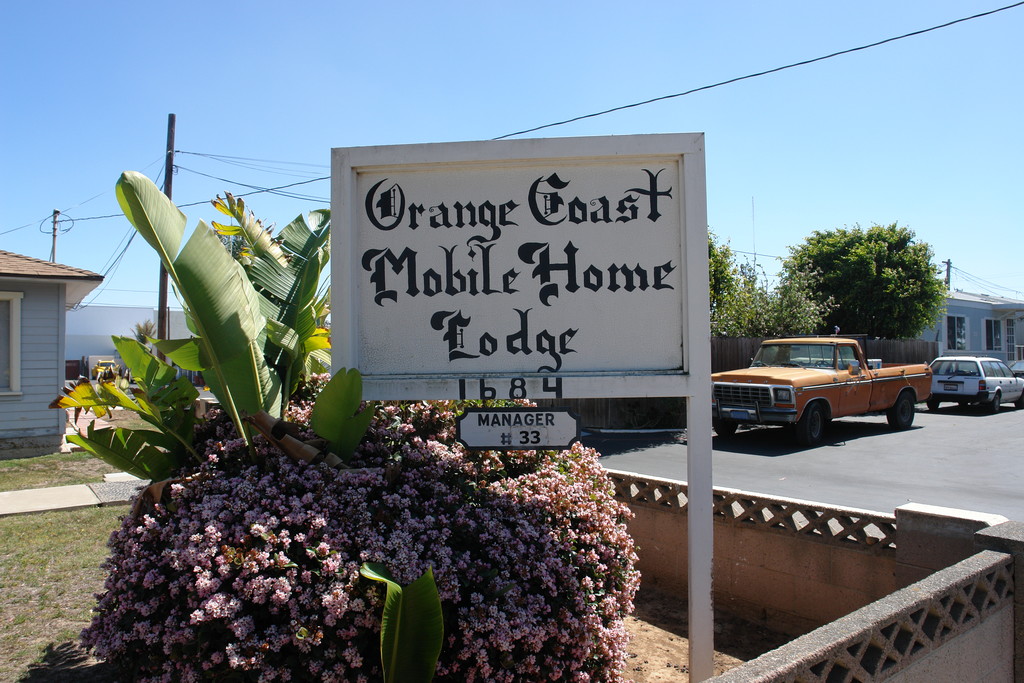 Orange Coast
Mobile Home
Lodge
1684
MANAGER
# 33